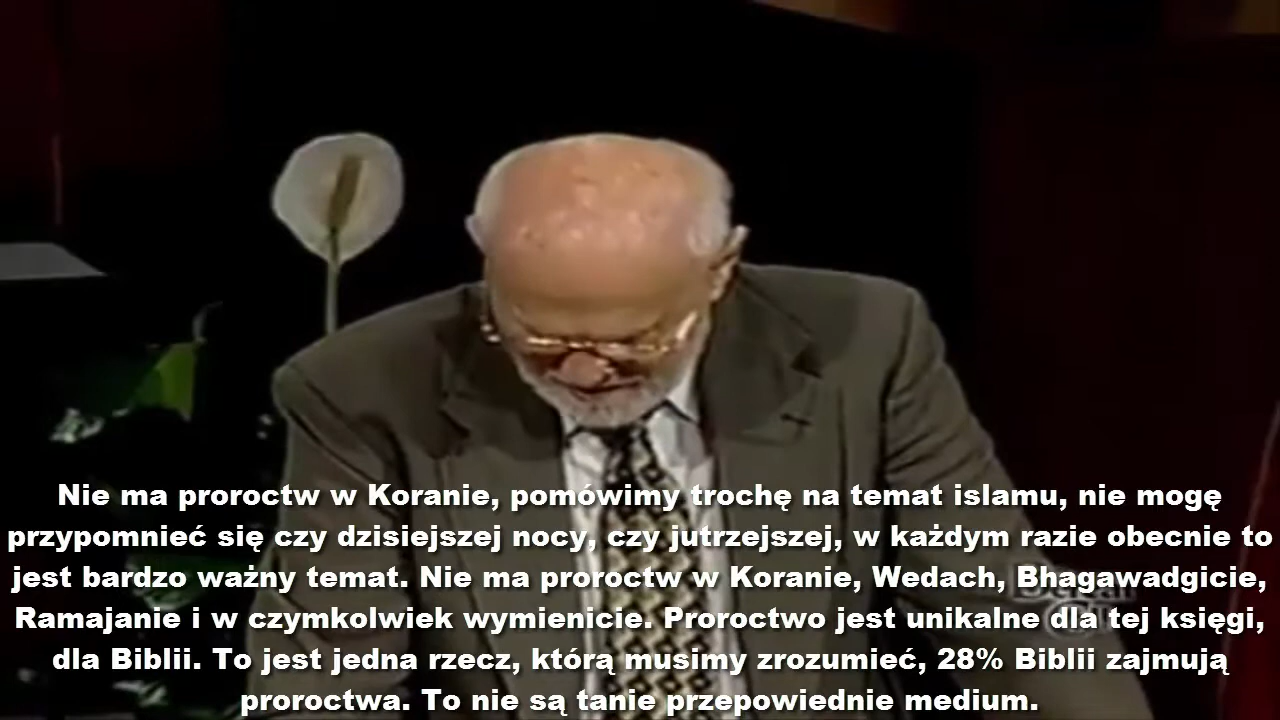 Nie ma proroctw w Koranie, pomówimy trochę na temat islamu, nie mogę
przypomnieć się czy dzisiejszej nocy, czy jutrzejszej, w każdym razie obecnie to
jest bardzo ważny temat. Nie ma proroctw w Koranie, Wedach, Bhagawadgicie,
Ramajanie i w czymkolwiek wymienicie. Proroctwo jest unikalne dla tej księgi,
dla Biblii. To jest jedna rzecz, którą musimy zrozumieć, 28% Biblii zajmują
proroctwa. To nie są tanie przepowiednie medium.